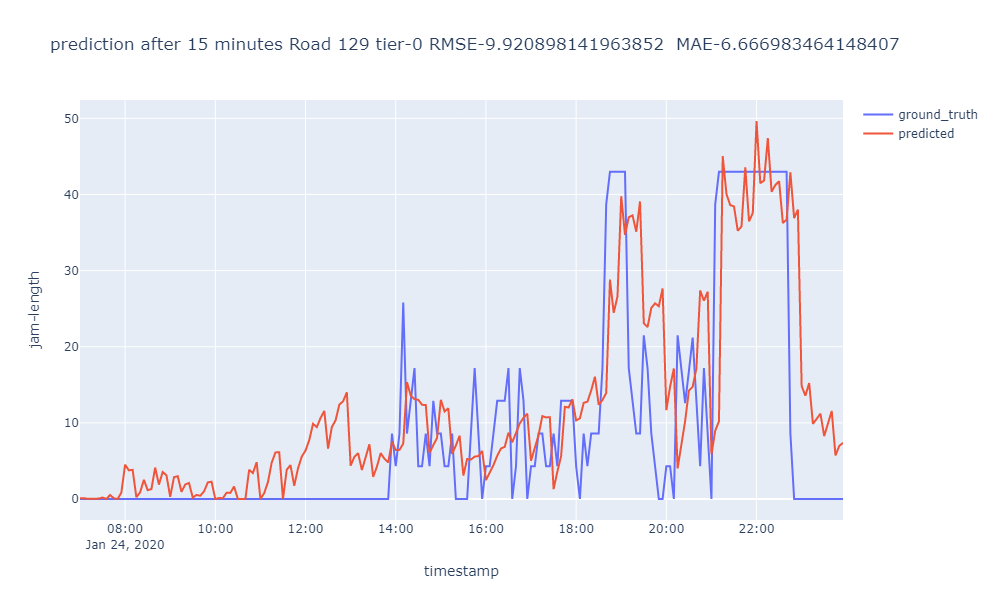 prediction after 15 minutes Road 129 tier-0 RMSE-9.920898141963852  MAE-6.666983464148407
ground_truth
predicted
50
40
30
20
10
0
jam-length
08:00 10:00 12:00 14:00 16:00 18:00 20:00 22:00
Jan 24, 2020
timestamp